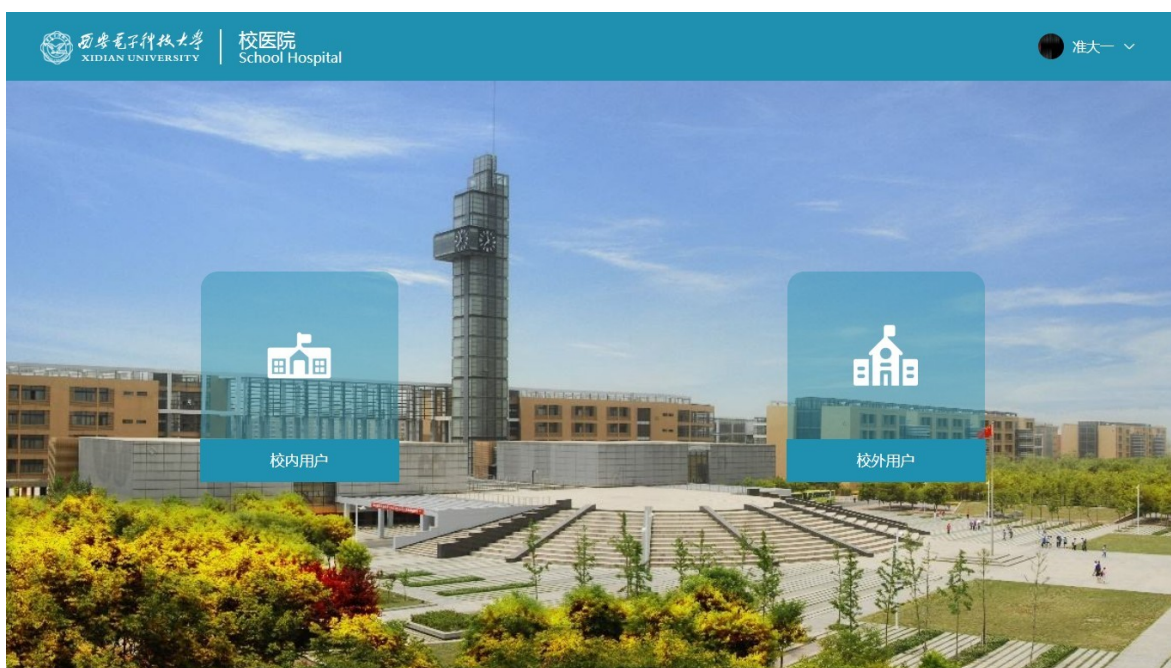 西安电子科技大学
XIDIAN UNIVERSITY
校医院
School Hospital
准大一
校内用户
校外用户